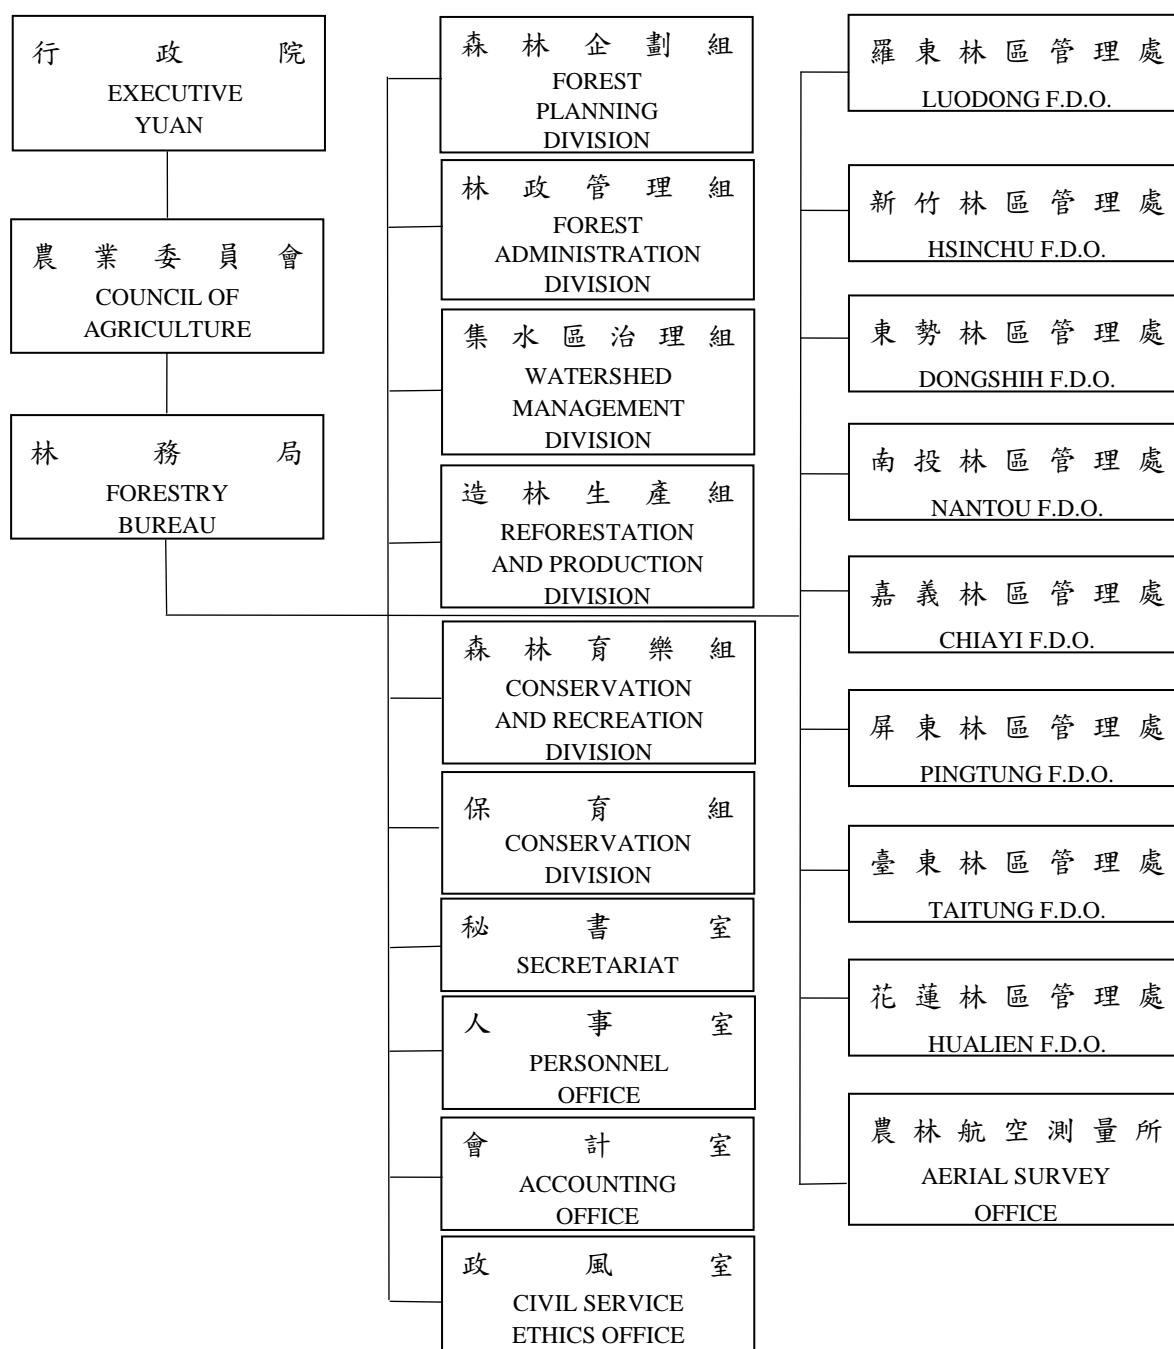 行政院
EXECUTIVE
YUAN
農業委員會
COUNCIL OF
AGRICULTURE
林務局
FORESTRY
BUREAU
森林企劃組
FOREST
PLANNING
DIVISION
林政管理組
FOREST
ADMINISTRATION
DIVISION
集水區治理組
WATERSHED
MANAGEMENT
DIVISION
造林生產組
REFORESTATION
AND PRODUCTION
DIVISION
森林育樂組
CONSERVATION
AND RECREATION
DIVISION
保育組
CONSERVATION
DIVISION
秘書室
SECRETARIAT
人事室
PERSONNEL
OFFICE
會計室
ACCOUNTING
OFFICE
政風室
CIVIL SERVICE
ETHICS OFFICE
羅東林區管理處
LUODONG F.D.O.
新竹林區管理處
HSINCHU F.D.O.
東勢林區管理處
DONGSHIH F.D.O.
南投林區管理處
NANTOU F.D.O.
嘉義林區管理處
CHIAYI F.D.O.
屏東林區管理處
PINGTUNG F.D.O.
臺東林區管理處
TAITUNG F.D.O.
花蓮林區管理處
HUALIEN F.D.O.
農林航空測量所
AERIAL SURVEY
OFFICE